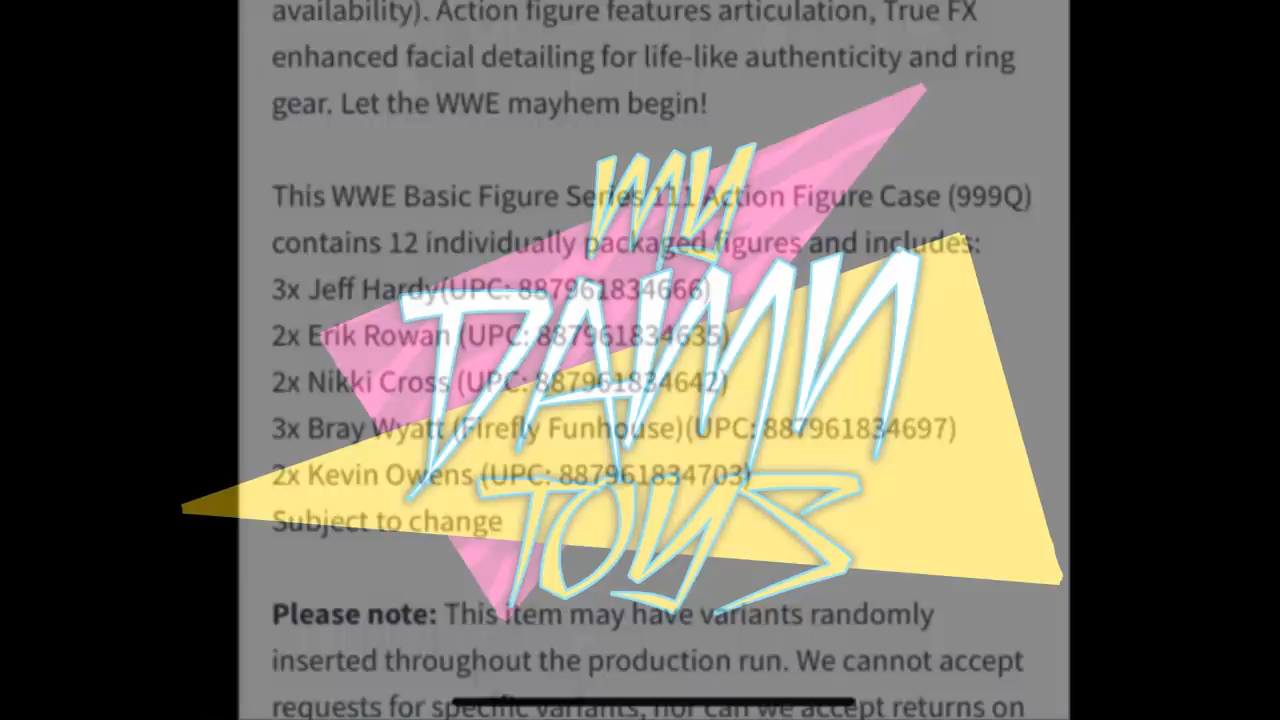 availability). Action figure features articulation, True FX
enhanced facial detailing for life-like authenticity and ring
gear. Let the WWE mayhem begin!
This WWE Basic Figure Series 111 Action Figure Case (999Q)
contains 12 individually packaged figures and includes:
3x Jeff Hardy(UPC: 887961834666)
2x Erik Rowan (UPC: 887961834635)
2x Nikki Cross (UPC: 887961834642)
3x Bray Wyatt (Firefly Funhouse)(UPC: 887961834697)
2x Kevin Owens (UPC: 887961834703)
Subject to change
Please note: This item may have variants randomly
inserted throughout the production run. We cannot accept
requests for specific variants, nor can we accept returns on
my
DAMN
TOYS